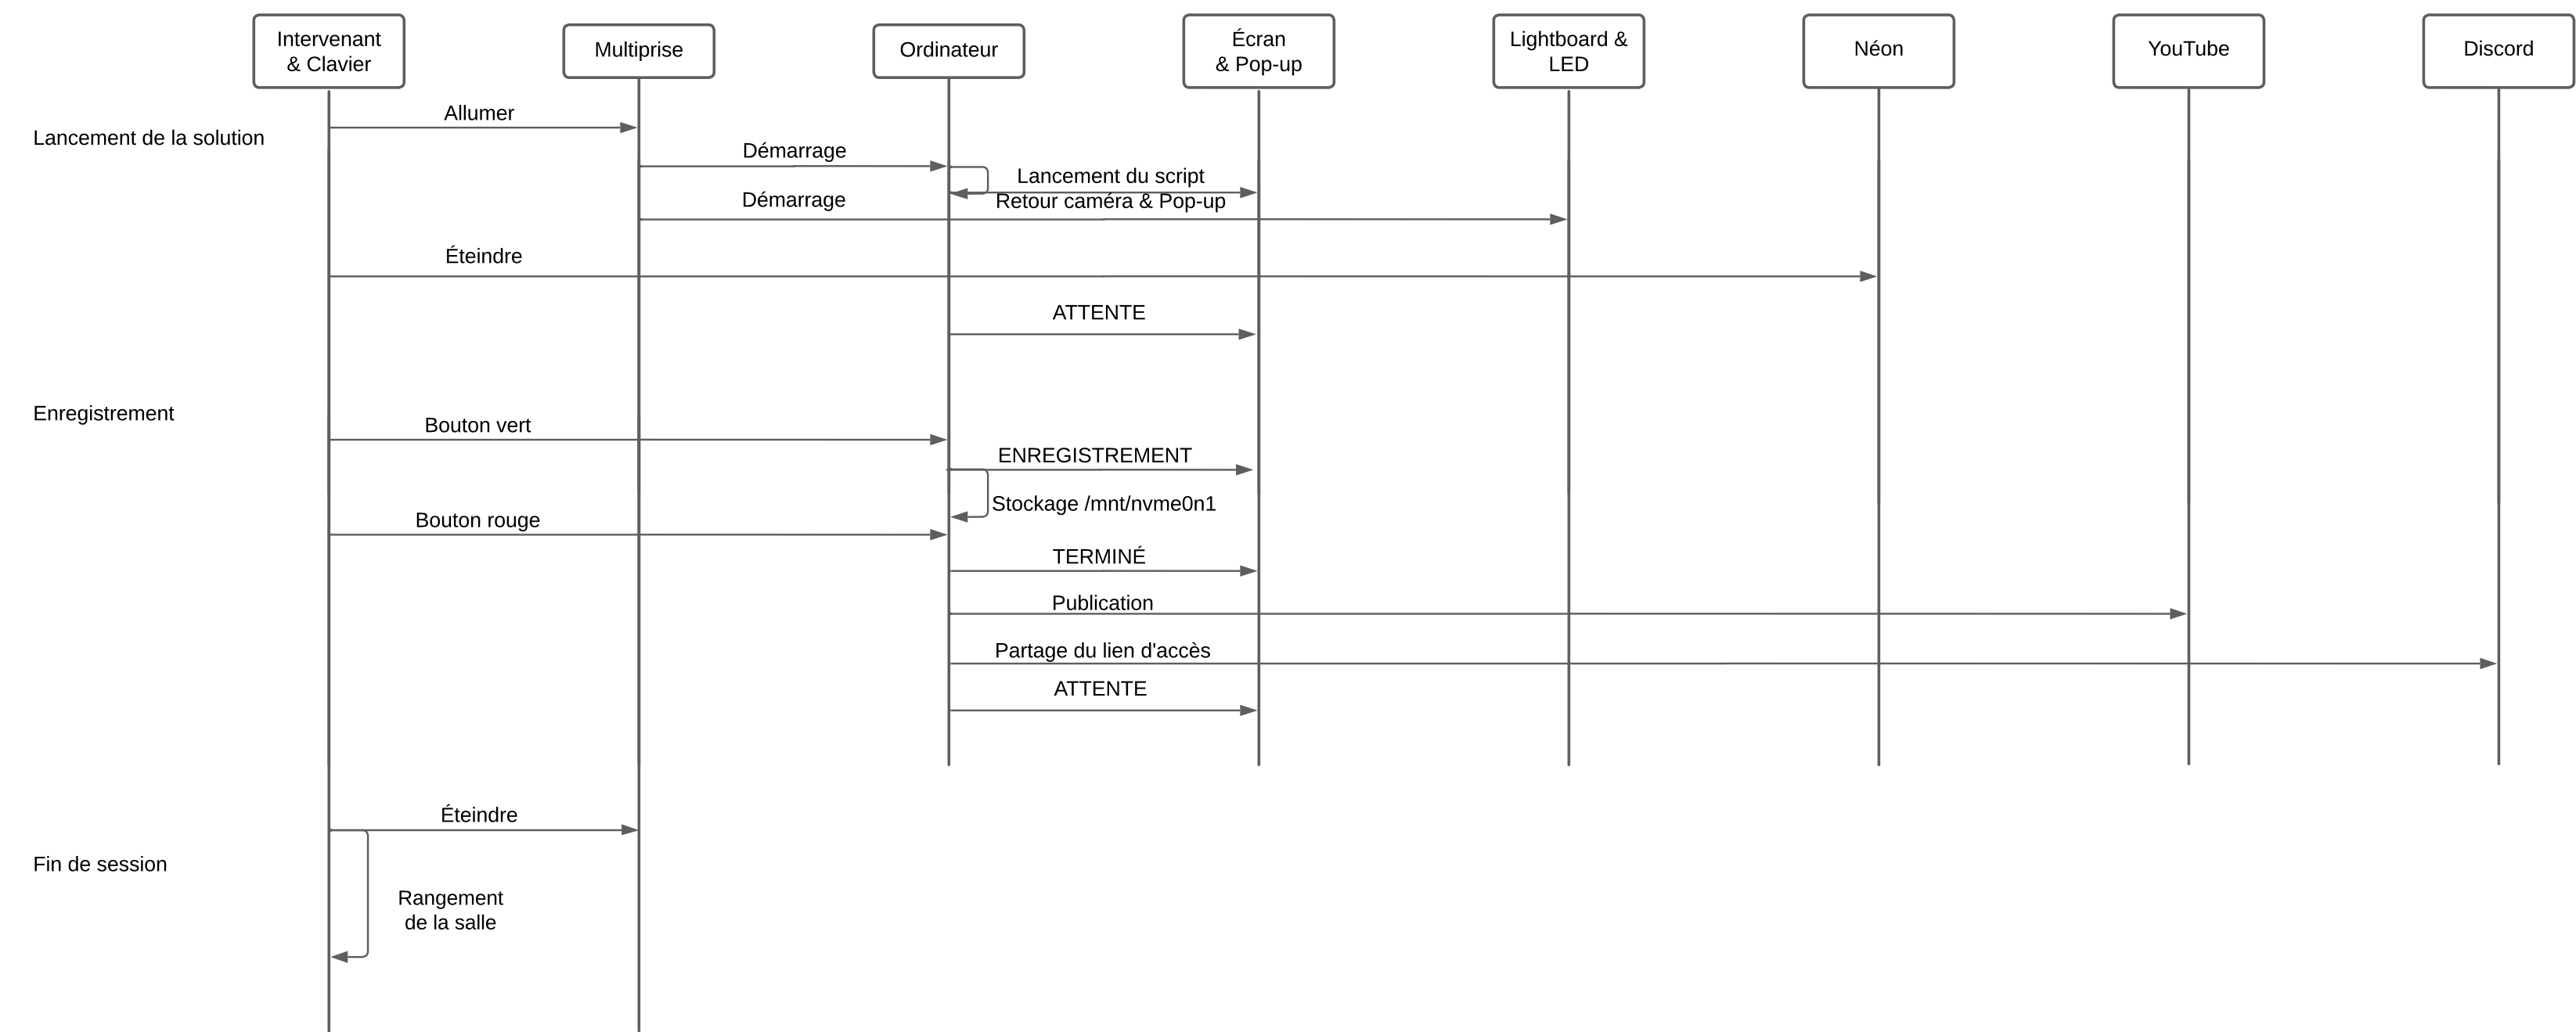 Intervenant
& Clavier
Multiprise
Ordinateur
Écran
& Pop-up
Lightboard &
LED
Néon
YouTube
Discord
Allumer
Lancement de la solution
Démarrage
Lancement du script
Démarrage
Retour caméra & Pop-up
Éteindre
ATTENTE
Enregistrement
Bouton vert
ENREGISTREMENT
Stockage /mnt/nvme0n1
Bouton rouge
TERMINÉ
Publication
Partage du lien d'accès
ATTENTE
Éteindre
Fin de session
Rangement
de la salle